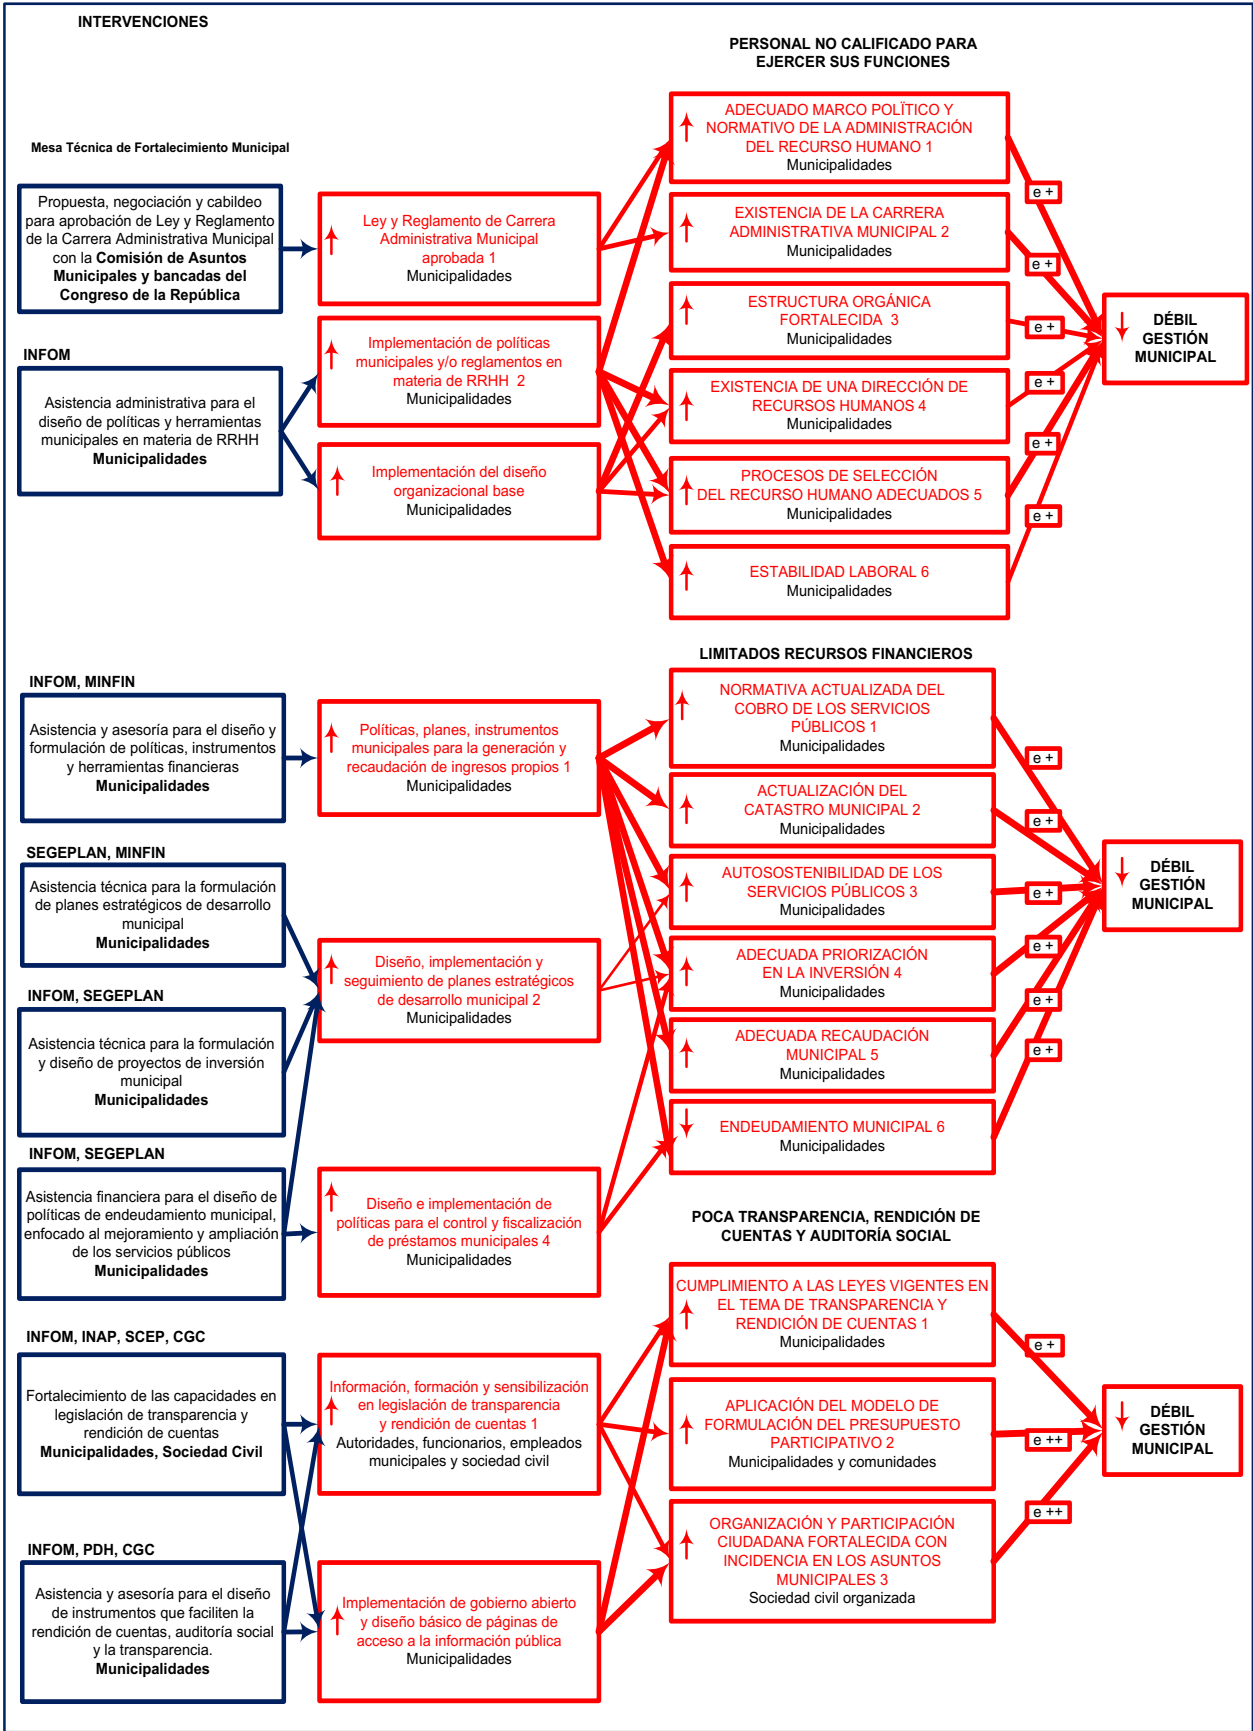 INTERVENCIONES
PERSONAL NO CALIFICADO PARA
EJERCER SUS FUNCIONES
Mesa Técnica de Fortalecimiento Municipal
Propuesta, negociación y cabildeo
para aprobación de Ley y Reglamento
de la Carrera Administrativa Municipal
con la Comisión de Asuntos
Municipales y bancadas del
Congreso de la República
INFOM
Asistencia administrativa para el
diseño de políticas y herramientas
municipales en materia de RRHH
Municipalidades
Ley y Reglamento de Carrera
Administrativa Municipal
aprobada 1
Municipalidades
Implementación de políticas
municipales y/o reglamentos en
materia de RRHH 2
Municipalidades
Implementación del diseño
organizacional base
Municipalidades
ADECUADO MARCO POLÏTICO Y
NORMATIVO DE LA ADMINISTRACIÓN
DEL RECURSO HUMANO 1
Municipalidades
EXISTENCIA DE LA CARRERA
ADMINISTRATIVA MUNICIPAL 2
Municipalidades
ESTRUCTURA ORGÁNICA
FORTALECIDA 3
Municipalidades
EXISTENCIA DE UNA DIRECCIÓN DE
RECURSOS HUMANOS 4
Municipalidades
PROCESOS DE SELECCIÓN
DEL RECURSO HUMANO ADECUADOS 5
Municipalidades
ESTABILIDAD LABORAL 6
Municipalidades
e +
e +
e +
e +
e +
e +
DÉBIL
GESTIÓN
MUNICIPAL
LIMITADOS RECURSOS FINANCIEROS
INFOM, MINFIN
Asistencia y asesoría para el diseño y
formulación de políticas, instrumentos
y herramientas financieras
Municipalidades
SEGEPLAN, MINFIN
Asistencia técnica para la formulación
de planes estratégicos de desarrollo
municipal
Municipalidades
INFOM, SEGEPLAN
Asistencia técnica para la formulación
y diseño de proyectos de inversión
municipal
Municipalidades
INFOM, SEGEPLAN
Asistencia financiera para el diseño de
políticas de endeudamiento municipal,
enfocado al mejoramiento y ampliación
de los servicios públicos
Municipalidades
Políticas, planes, instrumentos
municipales para la generación y
recaudación de ingresos propios 1
Municipalidades
Diseño, implementación y
seguimiento de planes estratégicos
de desarrollo municipal 2
Municipalidades
Diseño e implementación de
políticas para el control y fiscalización
de préstamos municipales 4
Municipalidades
NORMATIVA ACTUALIZADA DEL
COBRO DE LOS SERVICIOS
PÚBLICOS 1
Municipalidades
ACTUALIZACIÓN DEL
CATASTRO MUNICIPAL 2
Municipalidades
AUTOSOSTENIBILIDAD DE LOS
SERVICIOS PÚBLICOS 3
Municipalidades
ADECUADA PRIORIZACIÓN
EN LA INVERSIÓN 4
Municipalidades
ADECUADA RECAUDACIÓN
MUNICIPAL 5
Municipalidades
ENDEUDAMIENTO MUNICIPAL 6
Municipalidades
e +
e +
e +
e +
e +
e +
DÉBIL
GESTIÓN
MUNICIPAL
POCA TRANSPARENCIA, RENDICIÓN DE
CUENTAS Y AUDITORÍA SOCIAL
INFOM, INAP, SCEP, CGC
Fortalecimiento de las capacidades en
legislación de transparencia y
rendición de cuentas
Municipalidades, Sociedad Civil
INFOM, PDH, CGC
Asistencia y asesoría para el diseño
de instrumentos que faciliten la
rendición de cuentas, auditoría social
y la transparencia.
Municipalidades
Información, formación y sensibilización
en legislación de transparencia
y rendición de cuentas 1
Autoridades, funcionarios, empleados
municipales y sociedad civil
Implementación de gobierno abierto
y diseño básico de páginas de
acceso a la información pública
Municipalidades
CUMPLIMIENTO A LAS LEYES VIGENTES EN
EL TEMA DE TRANSPARENCIA Y
RENDICIÓN DE CUENTAS 1
Municipalidades
APLICACIÓN DEL MODELO DE
FORMULACIÓN DEL PRESUPUESTO
PARTICIPATIVO 2
Municipalidades y comunidades
ORGANIZACIÓN Y PARTICIPACIÓN
CIUDADANA FORTALECIDA CON
INCIDENCIA EN LOS ASUNTOS
MUNICIPALES 3
Sociedad civil organizada
e +
e ++
e ++
DÉBIL
GESTIÓN
MUNICIPAL